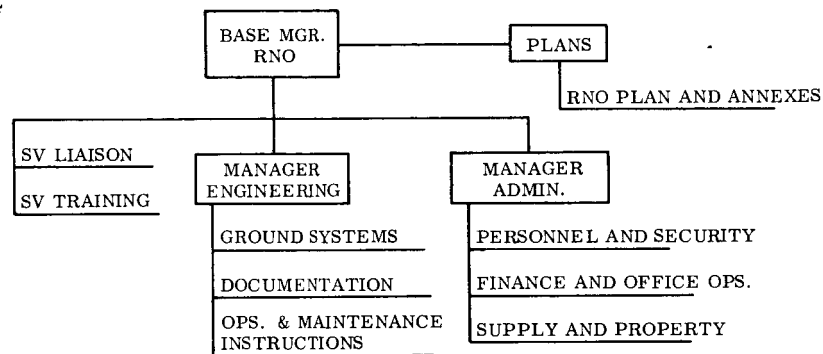 BASE MGR.
RNO
PLANS
RNO PLAN AND ANNEXES
SV LIAISON
SV TRAINING
MANAGER
ENGINEERING
GROUND SYSTEMS
DOCUMENTATION
OPS. & MAINTENANCE
INSTRUCTIONS
MANAGER
ADMIN.
PERSONNEL AND SECURITY
FINANCE AND OFFICE OPS.
SUPPLY AND PROPERTY